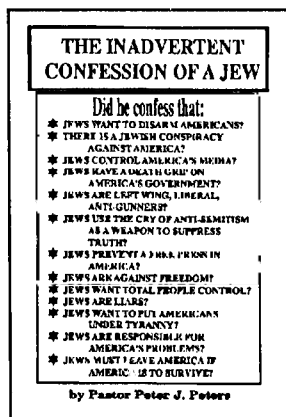 THE INADVERTENT
CONFESSION OF A JEW
Did he confess that:
JEWS WANT TO DISARM AMERICANS?
THERE IS A JEWISH CONSPIRACY
AGAINST AMERICA?
JEWS CONTROL AMERICA'S MEDIA?
JEWS HAVE A DEATH GRIP ON
AMERICA'S GOVERNMENT?
JEWS ARE LEFT WING, LIBERAL,
ANTI-GUNNERS?
JEWS USE THE CRY OF ANTI-SEMITISM
AS A WEAPON TO SUPPRESS
TRUTH?
JEWS PREVENT A FREE PRESS IN
AMERICA?
JEWS ARE AGAINST FREEDOM?
JEWS WANT TOTAL PEOPLE CONTROL?
JEWS ARE LIARS?
JEWS WANT TO PUT AMERICANS
UNDER TYRANNY?
JEWS ARE RESPONSIBLE FOR
AMERICA'S PROBLEMS?
JEWS MUST LEAVE AMERICA IF
AMERICA IS TO SURVIVE?
by Pastor Peter J. Peters